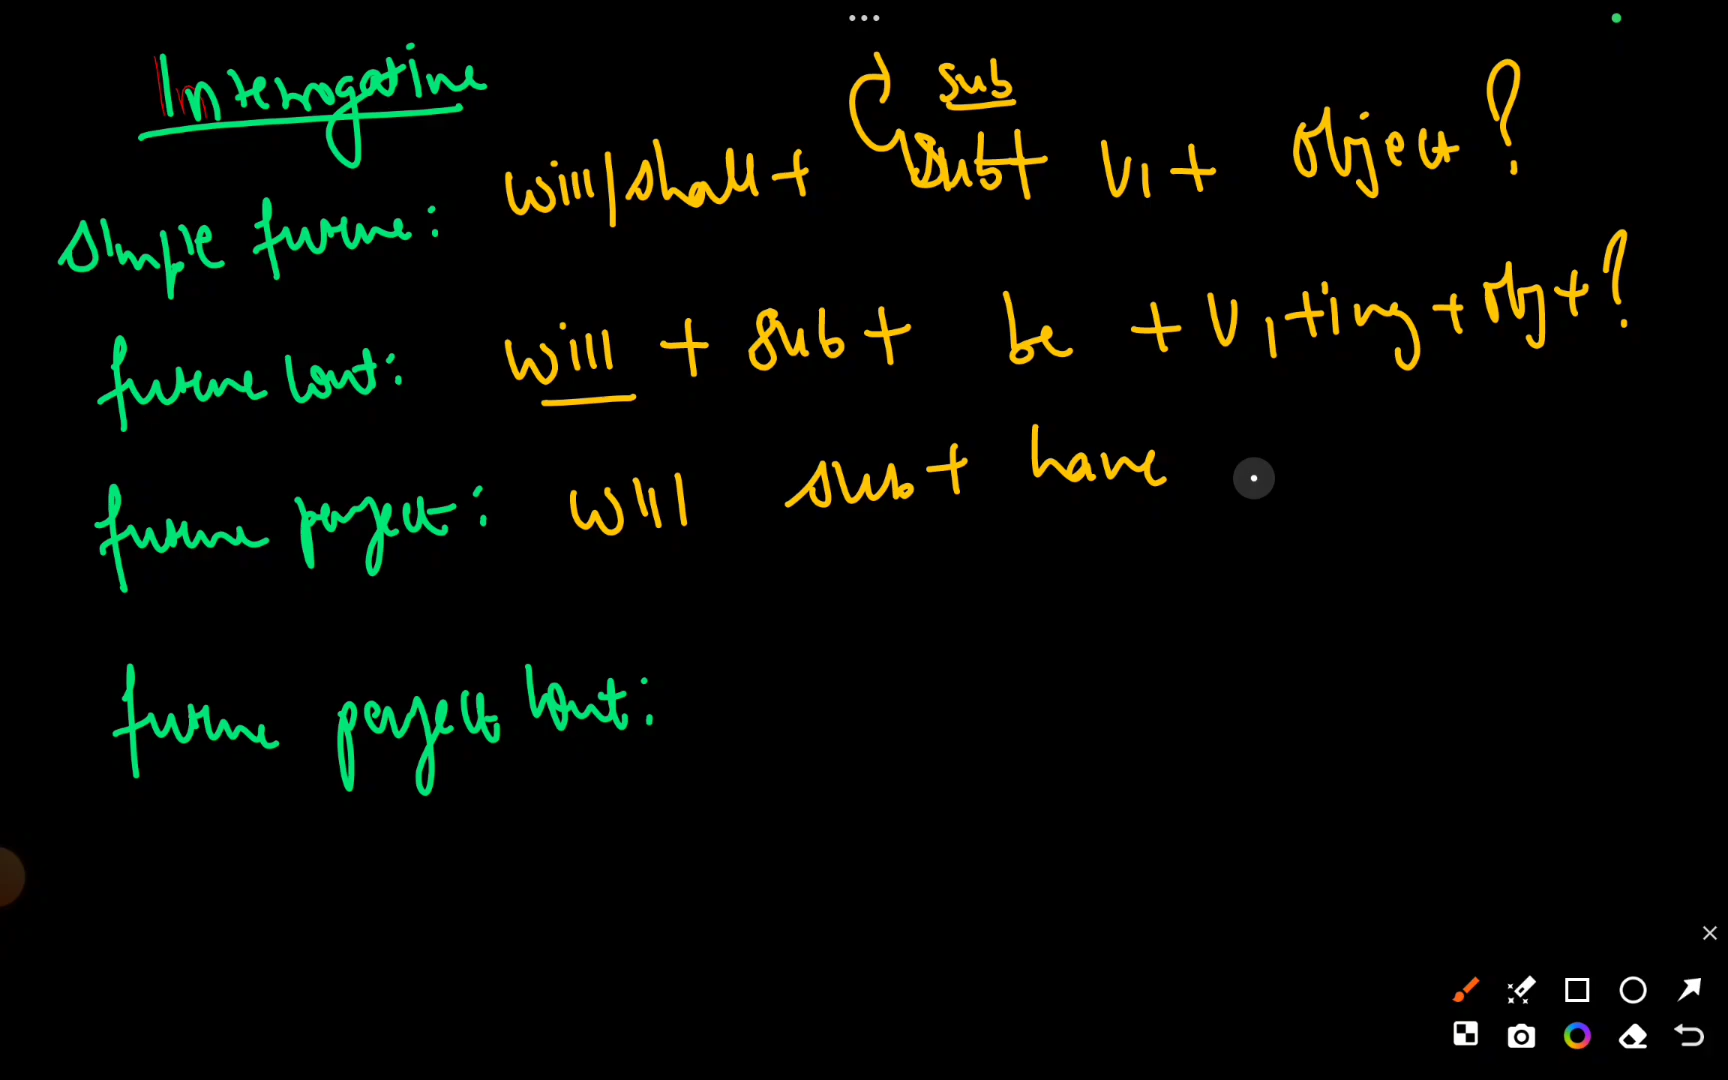 Interrogative
sub
Simple future: will/shall + sub + V1 + object?
future cont: will + sub + be + V1+ing + obj + ?
future perfect: will sub + have
future perfect cont: